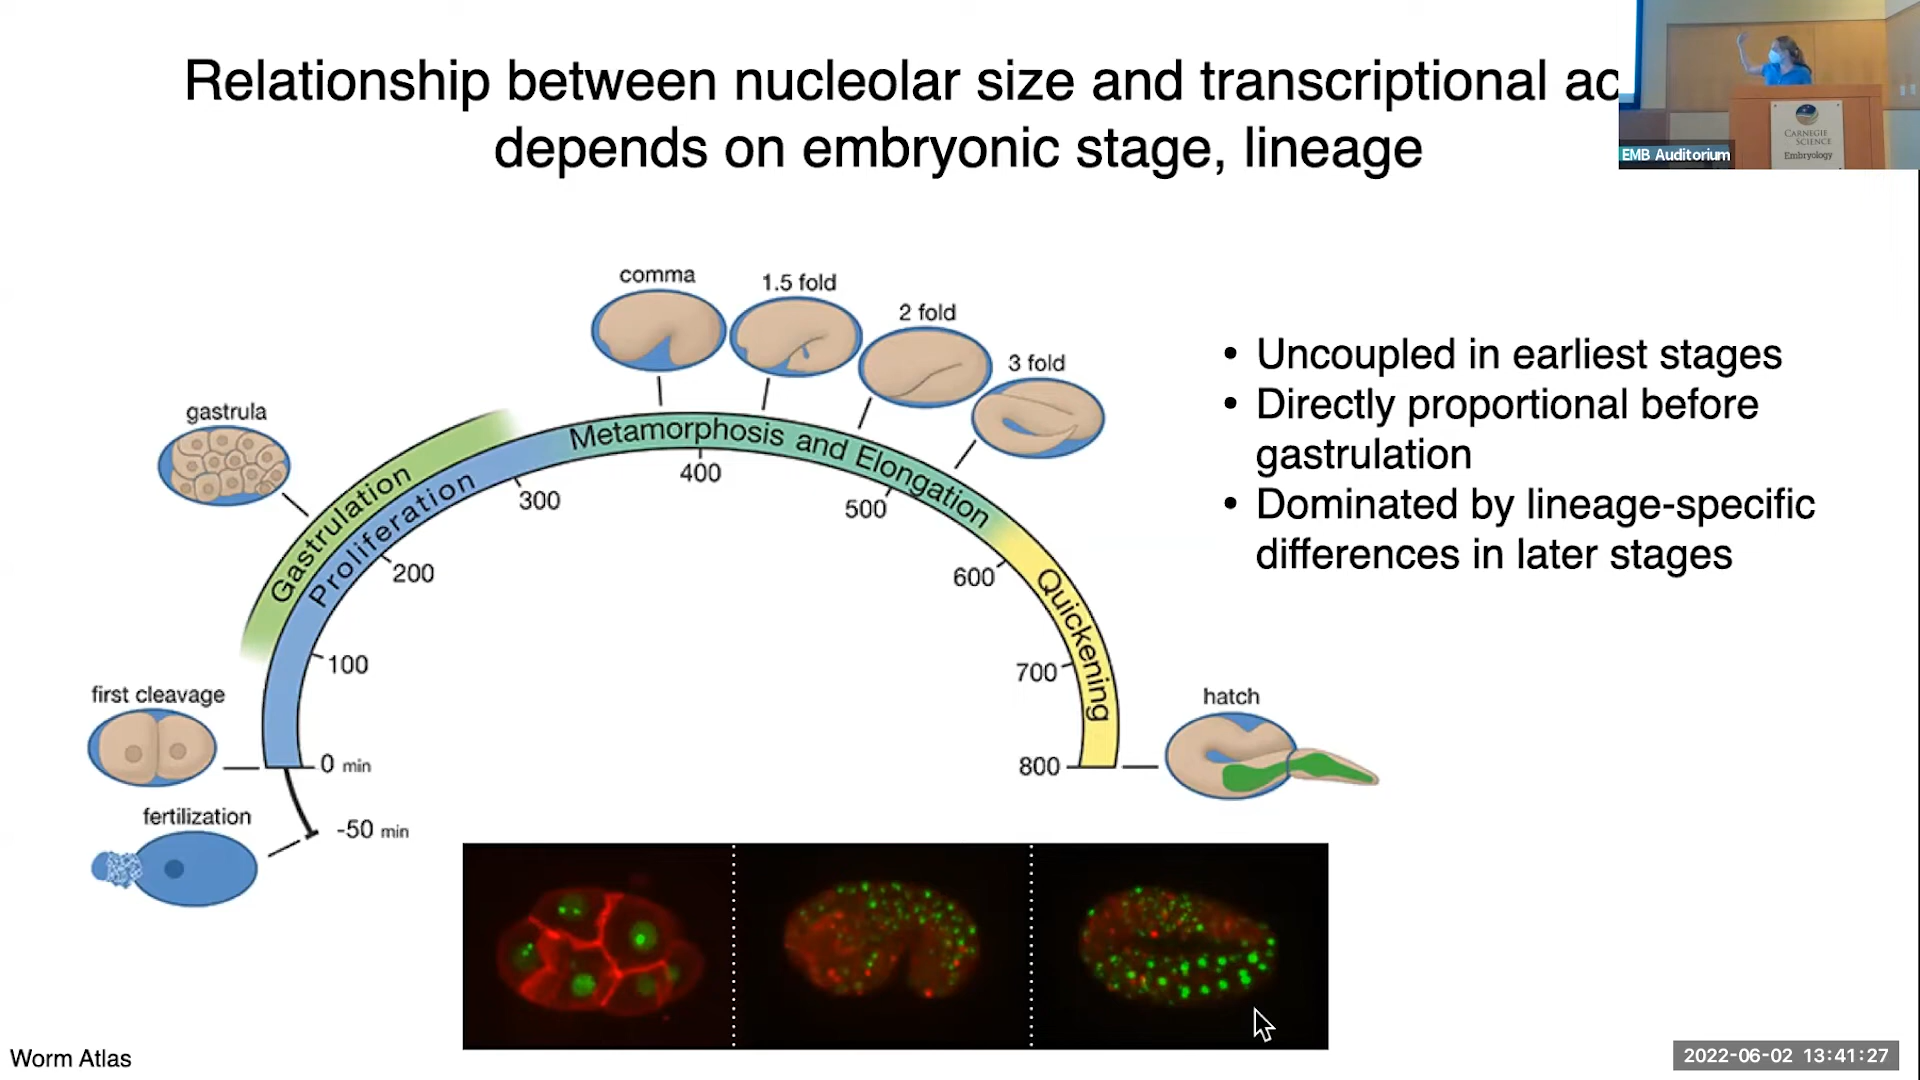 Relationship between nucleolar size and transcriptional ac
depends on embryonic stage, lineage
EMB Auditorium
CARNEGIE
SCIENCE
Embryology
comma
1.5 fold
2 fold
3 fold
gastrula
Gastrulation
Proliferation
Metamorphosis and Elongation
Quickening
first cleavage
fertilization
hatch
-50 min
0 min
100
200
300
400
500
600
700
800
• Uncoupled in earliest stages
• Directly proportional before
gastrulation
• Dominated by lineage-specific
differences in later stages
Worm Atlas
2022-06-02 13:41:27